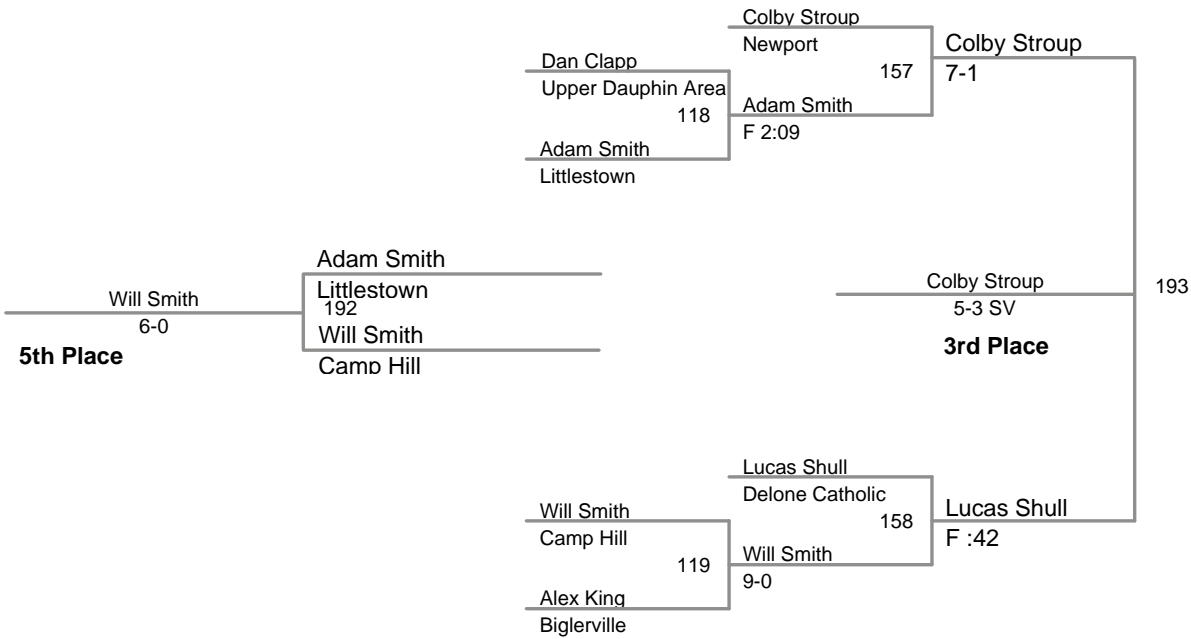 Colby Stroup
Newport
Colby Stroup
7-1
157
Dan Clapp
Upper Dauphin Area
118
Adam Smith
F 2:09
Adam Smith
Littlestown
Adam Smith
Littlestown
192
Will Smith
Camp Hill
Will Smith
6-0
5th Place
Colby Stroup
5-3 SV
3rd Place
193
Lucas Shull
Delone Catholic
158
Lucas Shull
F :42
Will Smith
Camp Hill
119
Will Smith
9-0
Alex King
Biglerville